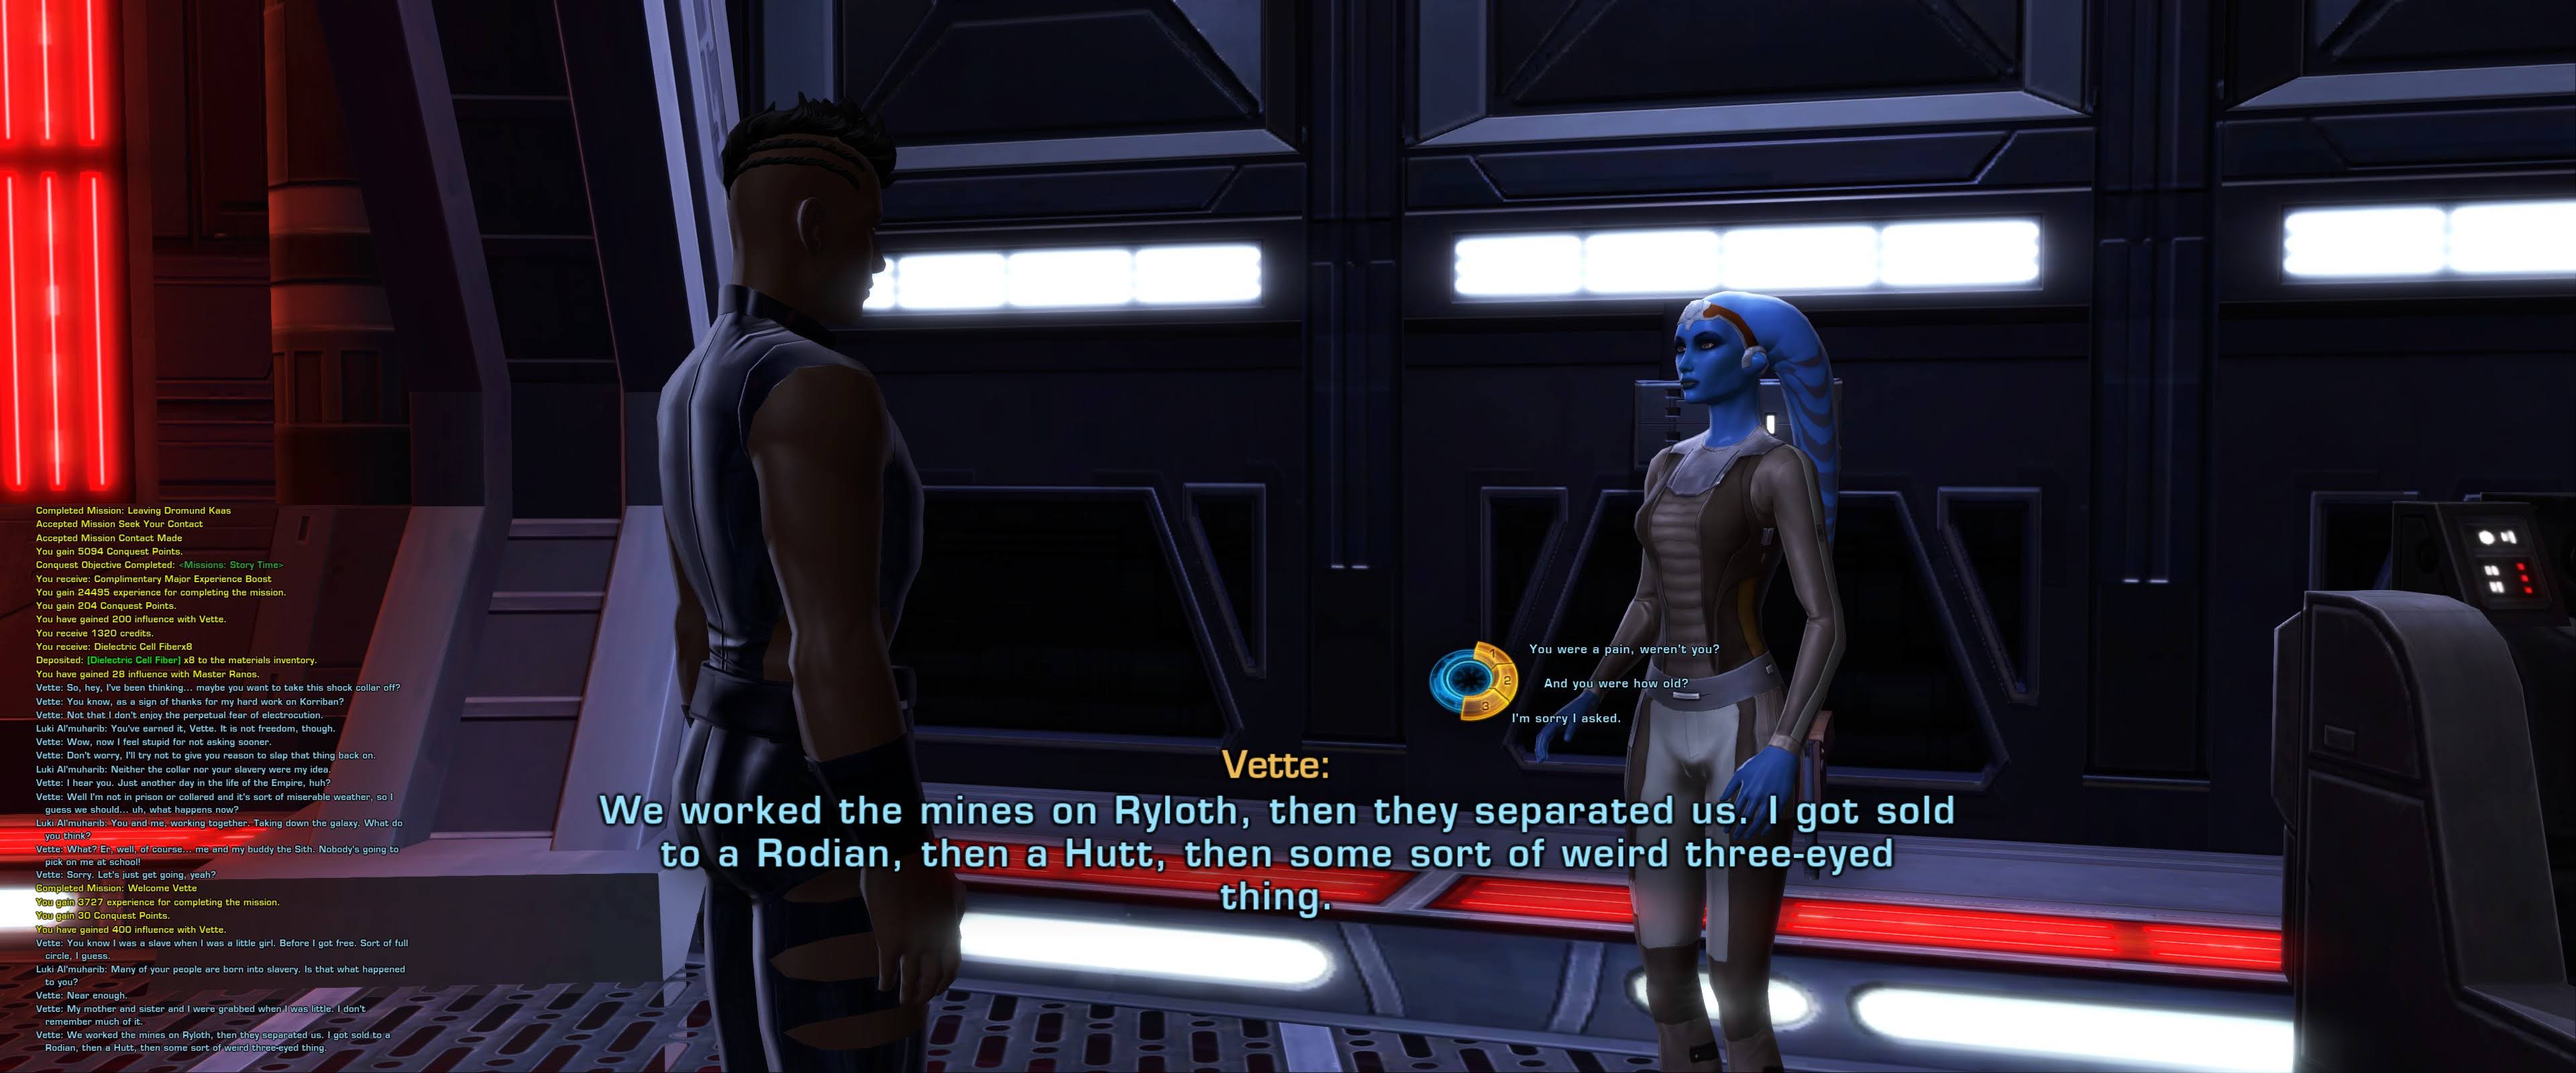 Completed Mission: Leaving Dromund Kaas
Accepted Mission Seek Your Contact
Accepted Mission Contact Made
You gain 5094 Conquest Points.
Conquest Objective Completed: <Missions: Story Time>
You receive: Complimentary Major Experience Boost
You gain 24495 experience for completing the mission.
You gain 204 Conquest Points.
You have gained 200 influence with Vette.
You receive 1320 credits.
You receive: Dielectric Cell Fiberx8
Deposited: [Dielectric Cell Fiber] x8 to the materials inventory.
You have gained 28 influence with Master Ranos.
Vette: So, hey, I've been thinking... maybe you want to take this shock collar off?
Vette: You know, as a sign of thanks for my hard work on Korriban?
Vette: Not that I don't enjoy the perpetual fear of electrocution.
Luki Al'muharib: You've earned it, Vette. It is not freedom, though.
Vette: Wow, now I feel stupid for not asking sooner.
Vette: Don't worry, I'll try not to give you reason to slap that thing back on.
Luki Al'muharib: Neither the collar nor your slavery were my idea.
Vette: I hear you. Just another day in the life of the Empire, huh?
Vette: Well I'm not in prison or collared and it's sort of miserable weather, so I
guess we should... uh, what happens now?
Luki Al'muharib: You and me, working together. Taking down the galaxy. What do
you think?
Vette: What? Er, well, of course... me and my buddy the Sith. Nobody's going to
pick on me at school!
Vette: Sorry. Let's just get going, yeah?
Completed Mission: Welcome Vette
You gain 3727 experience for completing the mission.
You gain 30 Conquest Points.
You have gained 400 influence with Vette.
Vette: You know I was a slave when I was a little girl. Before I got free. Sort of full
circle, I guess.
Luki Al'muharib: Many of your people are born into slavery. Is that what happened
to you?
Vette: Near enough.
Vette: My mother and sister and I were grabbed when I was little. I don't
remember much of it.
Vette: We worked the mines on Ryloth, then they separated us. I got sold to a
Rodian, then a Hutt, then some sort of weird three-eyed thing.
1 You were a pain, weren't you?
2 And you were how old?
3 I'm sorry I asked.
Vette:
We worked the mines on Ryloth, then they separated us. I got sold
to a Rodian, then a Hutt, then some sort of weird three-eyed
thing.